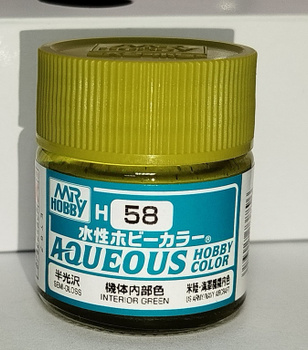 MR.
HOBBY
H 58
水性ホビーカラー®
AQUEOUS HOBBY COLOR
半光沢
SEMI-GLOSS
機体内部色
INTERIOR GREEN
米陸・海軍機機内色
US ARMY/NAVY AIRCRAFT